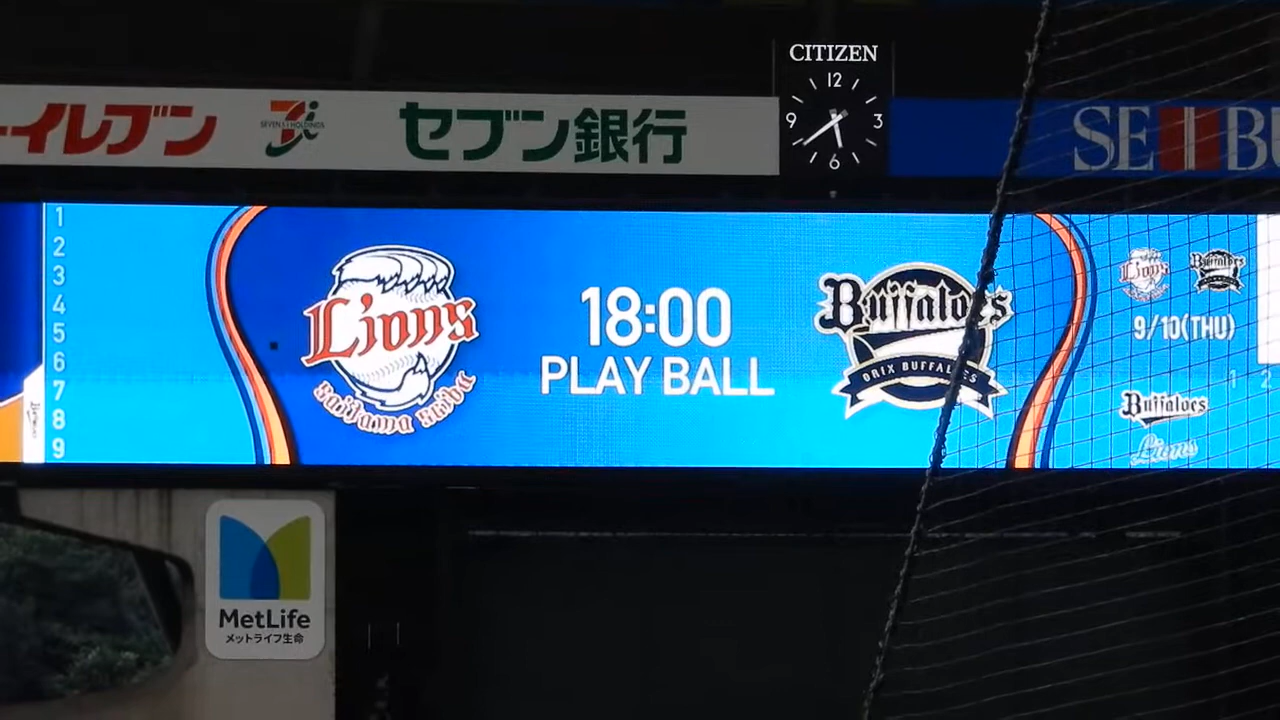 CITIZEN
12
9 3
6
ーイレブン
SEVEN & i HOLDINGS
セブン銀行
SEIBU
1
2
3
4
5
6
7
8
9
Lions
Saitama Seibu
18:00
PLAY BALL
Buffaloes
ORIX BUFFALOES
Lions
Buffaloes
9/10(THU)
1 2
Buffaloes
Lions
MetLife
メットライフ生命